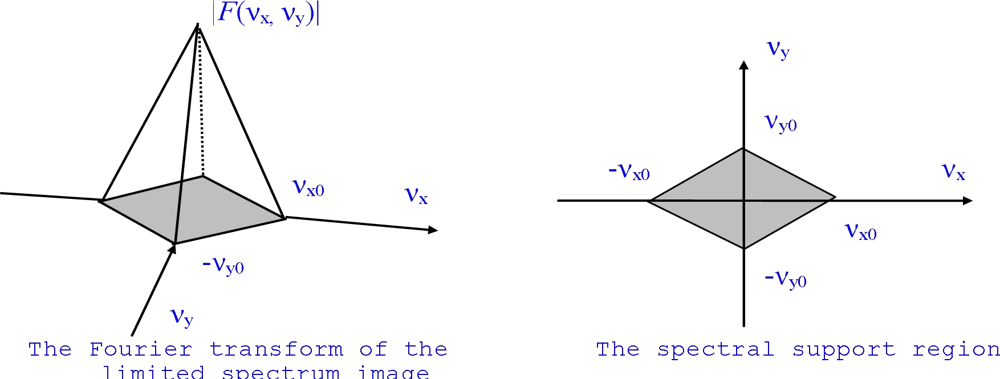 |F(νx, νy)|
νy
νy0
-νx0
νx
νx0
νx
νx0
-νy0
-νy0
νy
The Fourier transform of the
limited spectrum image
The spectral support region